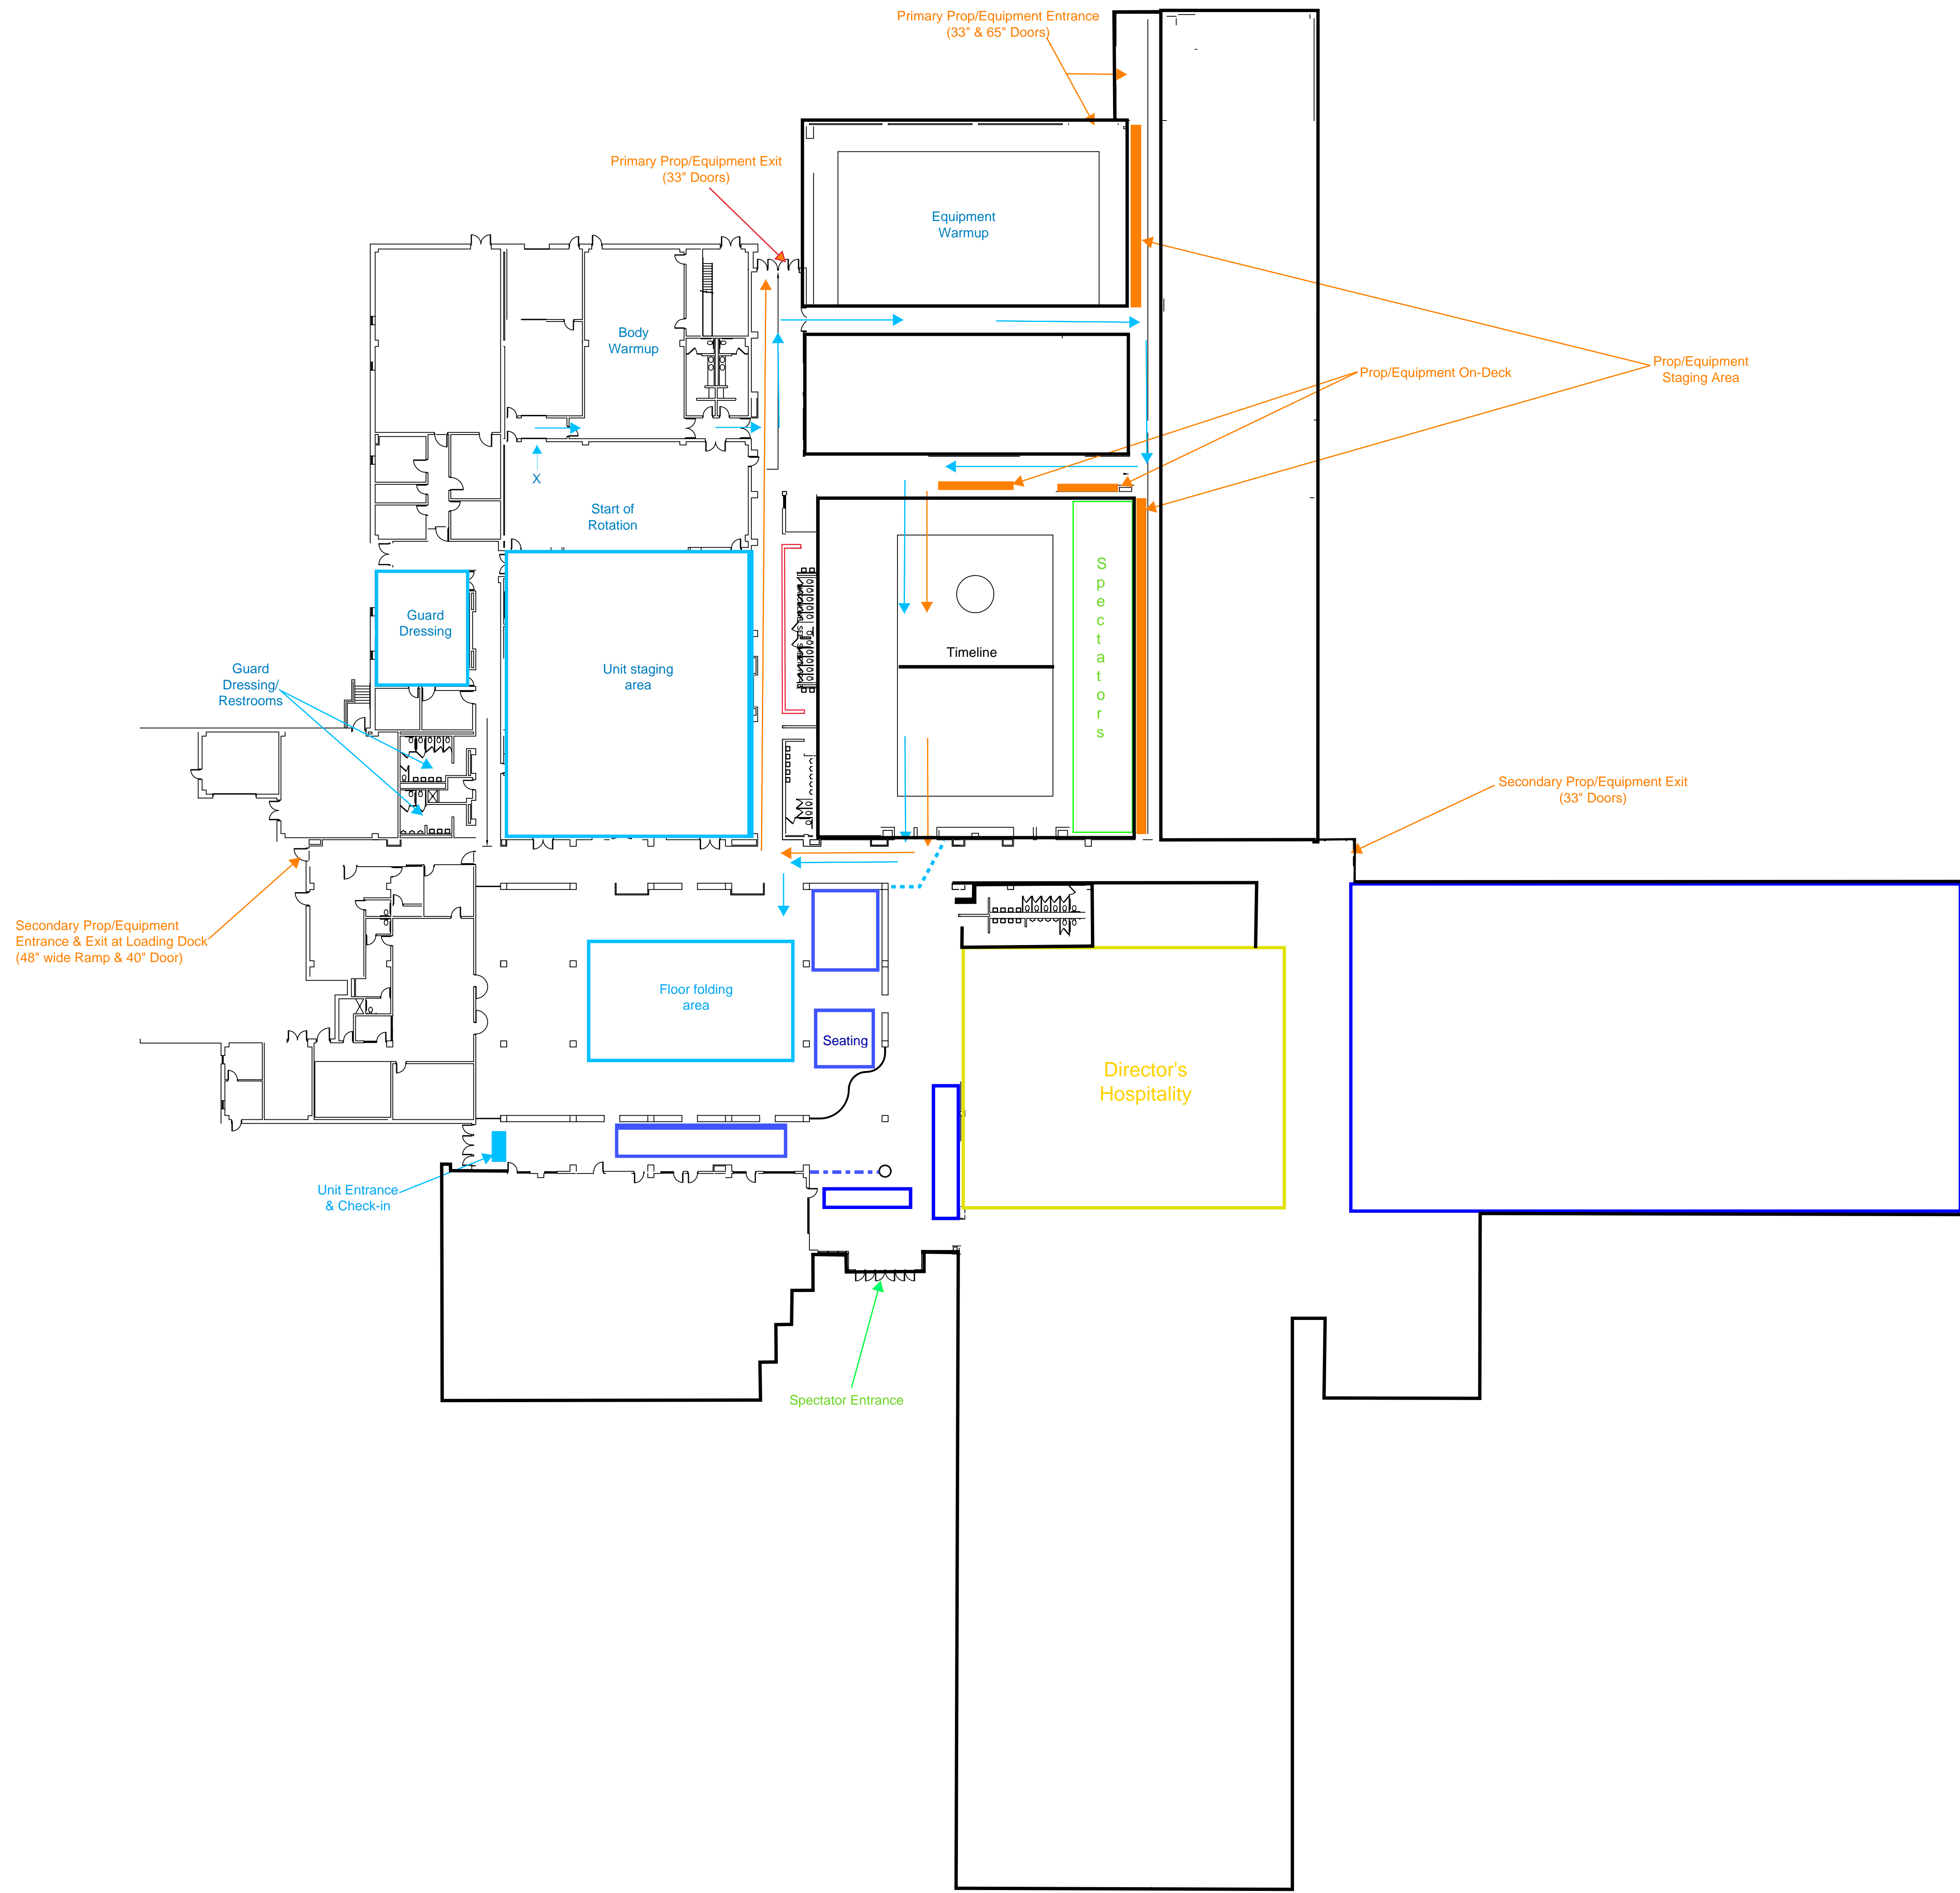 Primary Prop/Equipment Entrance
(33" & 65" Doors)
Primary Prop/Equipment Exit
(33" Doors)
Equipment
Warmup
Body
Warmup
Prop/Equipment On-Deck
Prop/Equipment
Staging Area
X
Start of
Rotation
Spectators
Guard
Dressing
Timeline
Unit staging
area
Guard
Dressing/
Restrooms
Secondary Prop/Equipment Exit
(33" Doors)
Secondary Prop/Equipment
Entrance & Exit at Loading Dock
(48" wide Ramp & 40" Door)
Floor folding
area
Seating
Director's
Hospitality
Unit Entrance
& Check-in
Spectator Entrance